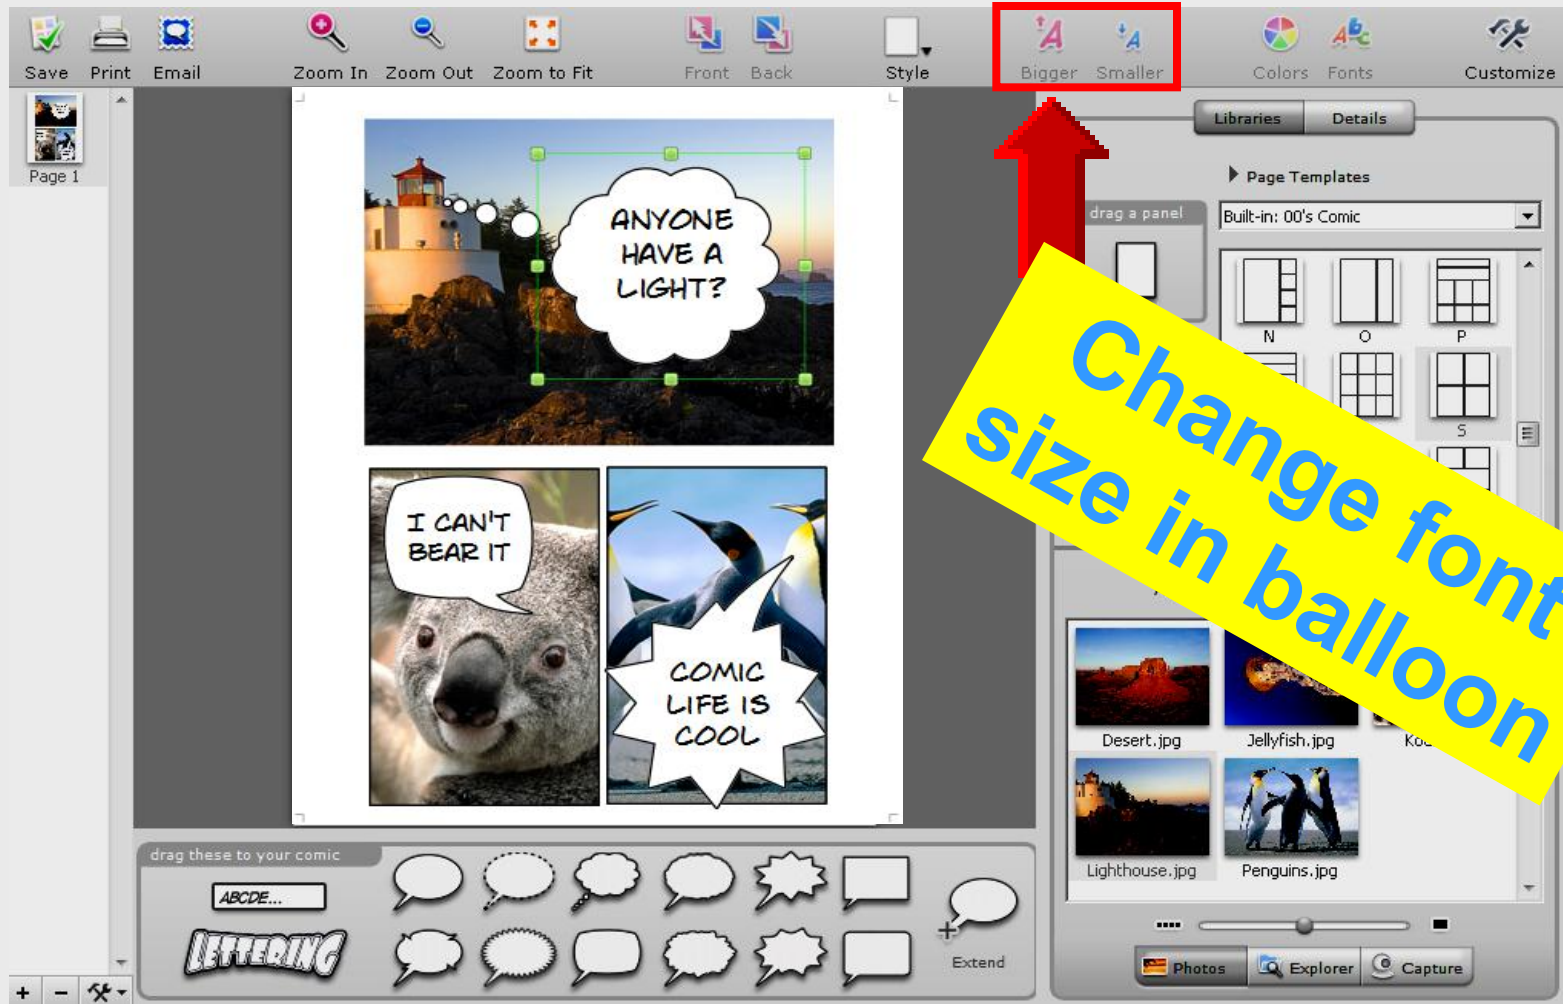 Save Print Email Zoom In Zoom Out Zoom to Fit Front Back Style Bigger Smaller Colors Fonts Customize
Page 1
ANYONE
HAVE A
LIGHT?
I CAN'T
BEAR IT
COMIC
LIFE IS
COOL
Libraries Details
Page Templates
drag a panel
Built-in: 00's Comic
N O P
S
Change font
size in balloon
Desert.jpg Jellyfish.jpg
Lighthouse.jpg Penguins.jpg
Photos Explorer Capture
drag these to your comic
ABCDE...
LETTERING
Extend